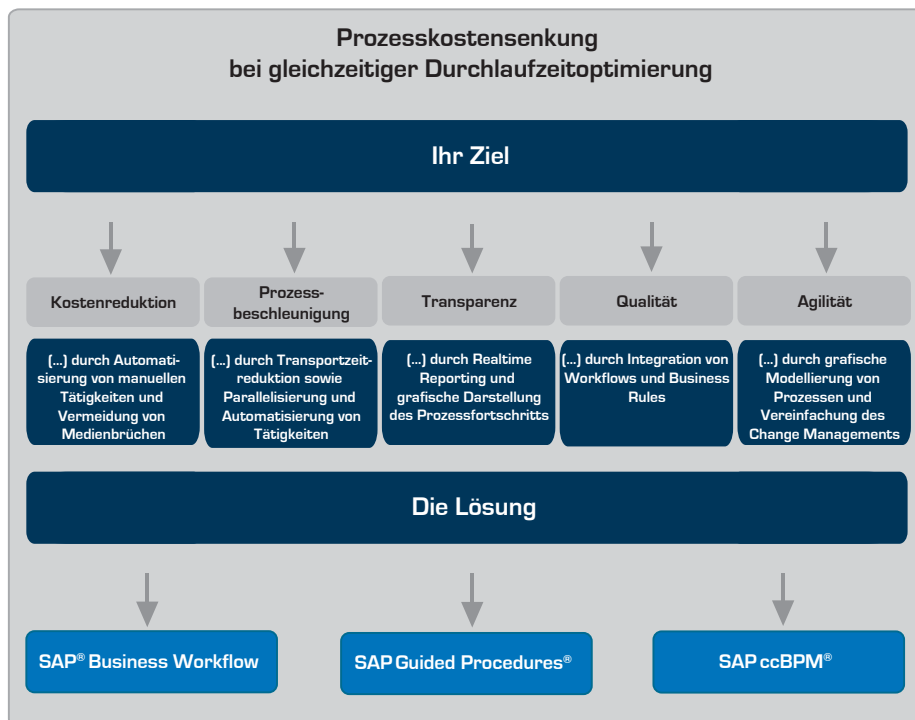 Prozesskostensenkung
bei gleichzeitiger Durchlaufzeitoptimierung
Ihr Ziel
Kostenreduktion
Prozess-
beschleunigung
Transparenz
Qualität
Agilität
(...) durch Automati-
sierung von manuellen
Tätigkeiten und
Vermeidung von
Medienbrüchen
(...) durch Transportzeit-
reduktion sowie
Parallelisierung und
Automatisierung von
Tätigkeiten
(...) durch Realtime
Reporting und
grafische Darstellung
des Prozessfortschritts
(...) durch Integration von
Workflows und Business
Rules
(...) durch grafische
Modellierung von
Prozessen und
Vereinfachung des
Change Managements
Die Lösung
SAP® Business Workflow
SAP Guided Procedures®
SAP ccBPM®